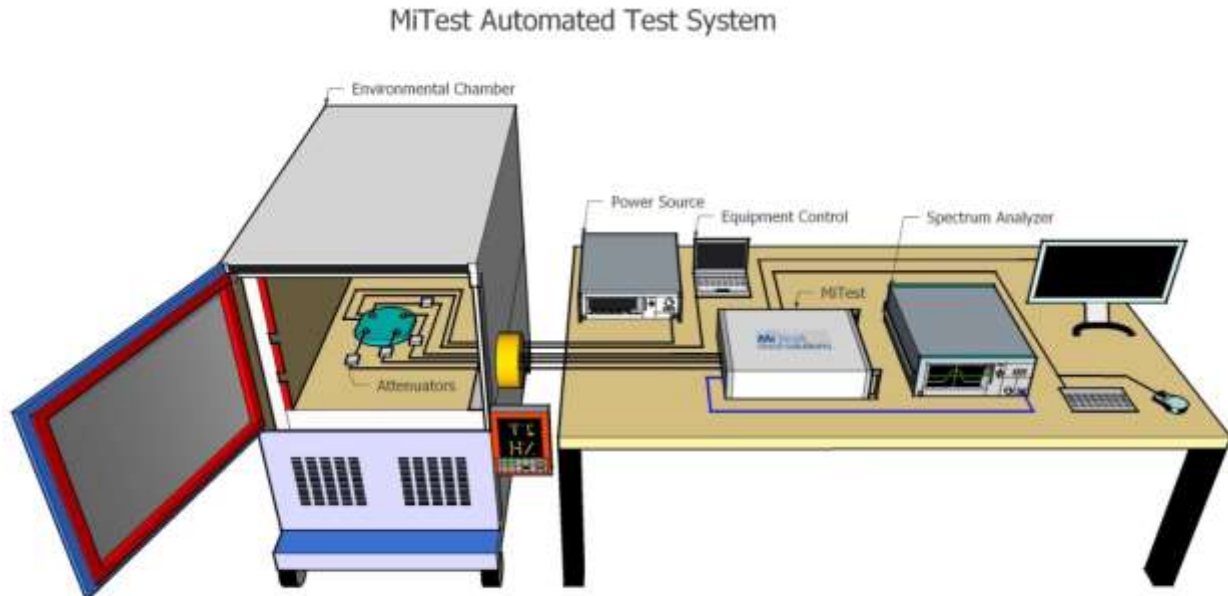 MiTest Automated Test System
Environmental Chamber
Power Source
Equipment Control
Spectrum Analyzer
MiTest
Attenuators